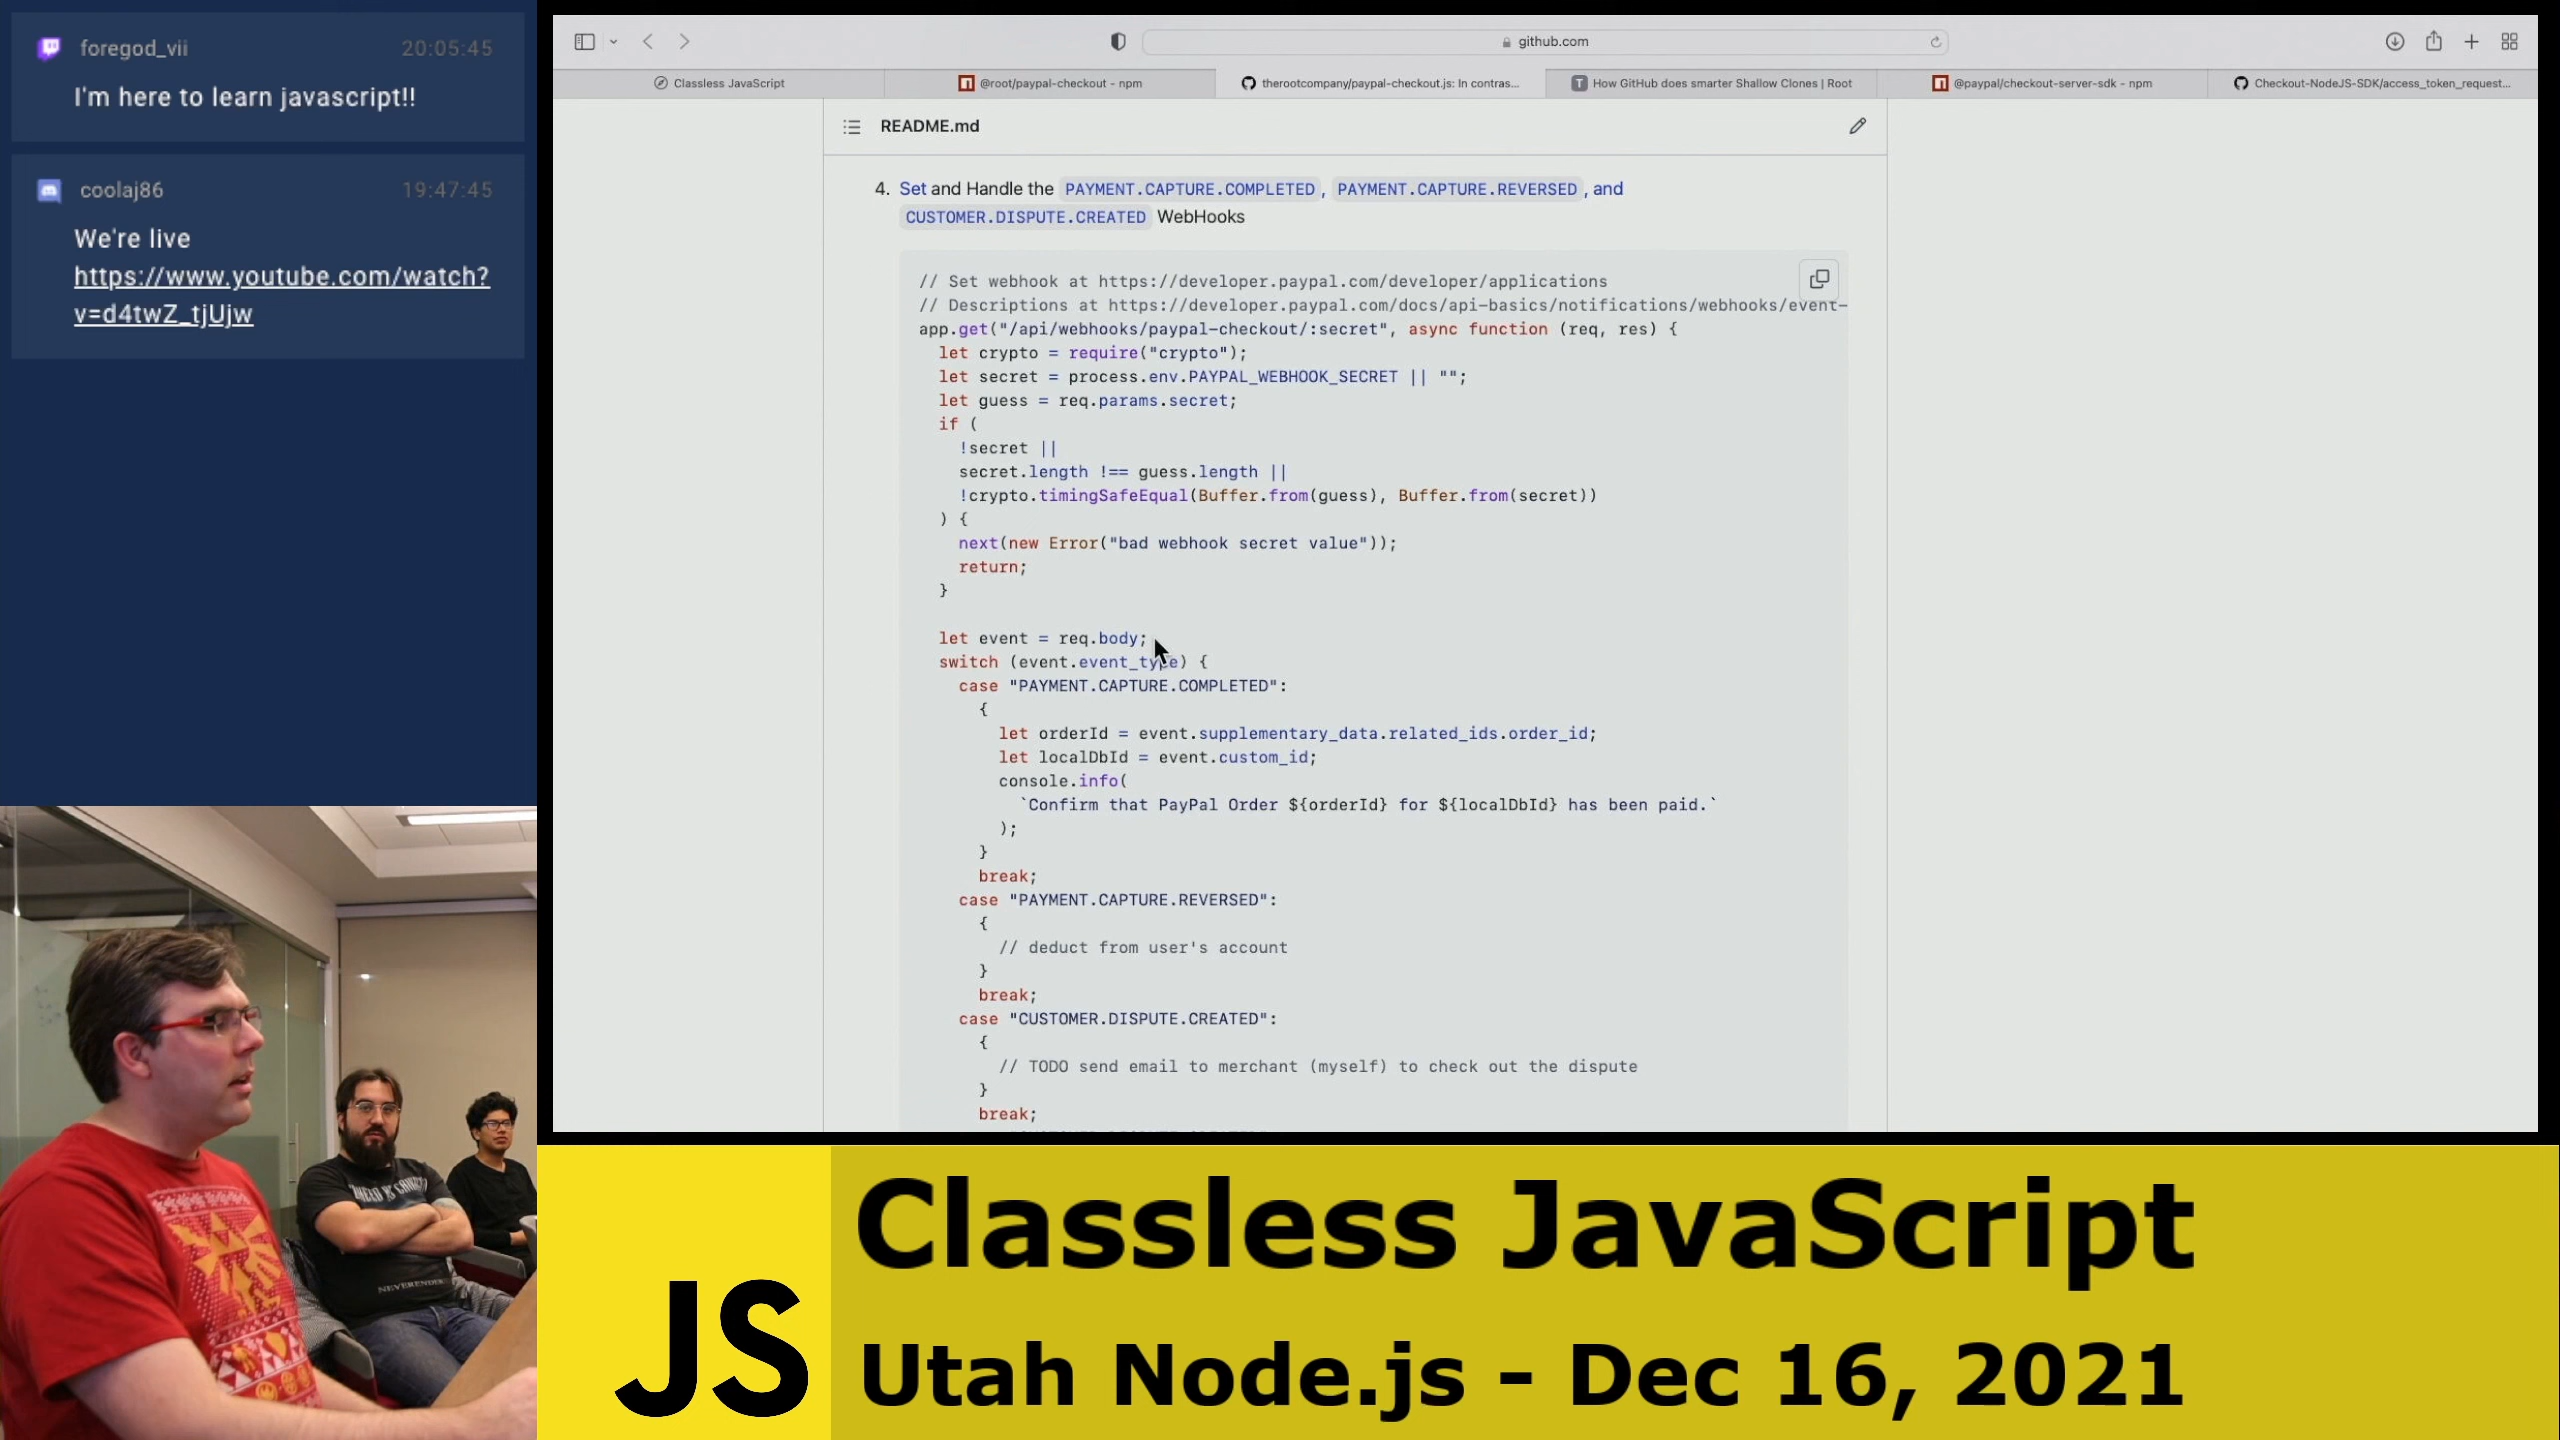 foregod_vii 20:05:45
I'm here to learn javascript!!
coolaj86 19:47:45
We're live
https://www.youtube.com/watch?
v=d4twZ_tjUjw
github.com
Classless JavaScript
@root/paypal-checkout - npm
therootcompany/paypal-checkout.js: In contras...
How GitHub does smarter Shallow Clones | Root
@paypal/checkout-server-sdk - npm
Checkout-NodeJS-SDK/access_token_request...
README.md
4. Set and Handle the PAYMENT.CAPTURE.COMPLETED, PAYMENT.CAPTURE.REVERSED, and
CUSTOMER.DISPUTE.CREATED WebHooks
// Set webhook at https://developer.paypal.com/developer/applications
// Descriptions at https://developer.paypal.com/docs/api-basics/notifications/webhooks/event-
app.get("/api/webhooks/paypal-checkout/:secret", async function (req, res) {
let crypto = require("crypto");
let secret = process.env.PAYPAL_WEBHOOK_SECRET || "";
let guess = req.params.secret;
if (
!secret ||
secret.length !== guess.length ||
!crypto.timingSafeEqual(Buffer.from(guess), Buffer.from(secret))
) {
next(new Error("bad webhook secret value"));
return;
}
let event = req.body;
switch (event.event_type) {
case "PAYMENT.CAPTURE.COMPLETED":
{
let orderId = event.supplementary_data.related_ids.order_id;
let localDbId = event.custom_id;
console.info(
`Confirm that PayPal Order ${orderId} for ${localDbId} has been paid.`
);
}
break;
case "PAYMENT.CAPTURE.REVERSED":
{
// deduct from user's account
}
break;
case "CUSTOMER.DISPUTE.CREATED":
{
// TODO send email to merchant (myself) to check out the dispute
}
break;
NEVERENDER
JS
Classless JavaScript
Utah Node.js - Dec 16, 2021